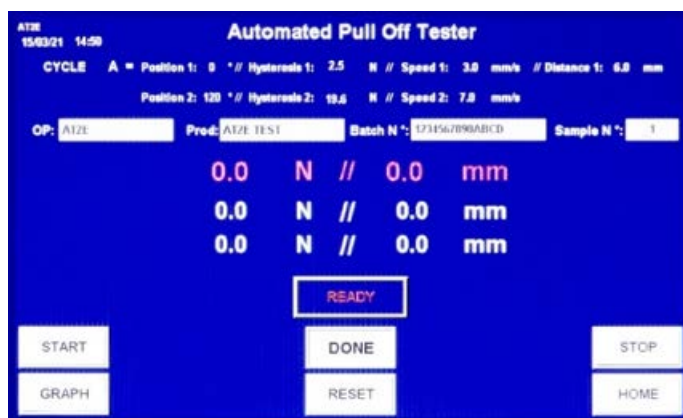 AT2E
Automated Pull Off Tester
15/03/21 14:50
CYCLE A = Position 1: 0 °// Hysteresis 1: 2.5 N // Speed 1: 3.0 mm/s // Distance 1: 6.0 mm
Position 2: 120 °// Hysteresis 2: 19.6 N // Speed 2: 7.0 mm/s
OP: AT2E Prod: AT2E TEST Batch N°: 1234567890ABCD Sample N°: 1
0.0 N // 0.0 mm
0.0 N // 0.0 mm
0.0 N // 0.0 mm
READY
START DONE STOP
GRAPH RESET HOME